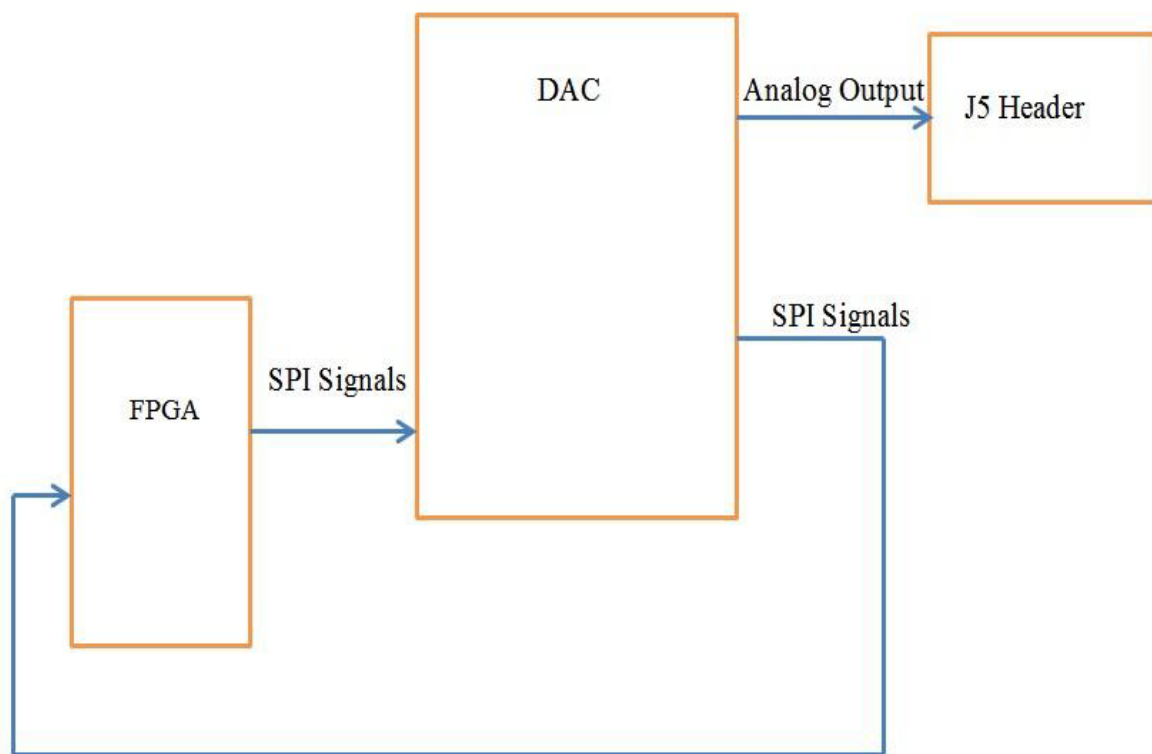 DAC
Analog Output
J5 Header
SPI Signals
SPI Signals
FPGA